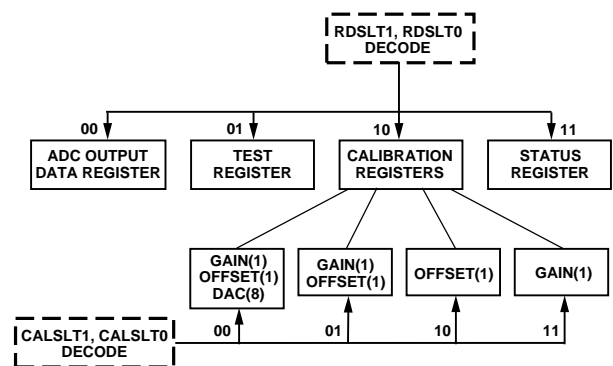 RDSLT1, RDSLT0
DECODE
00
01
10
11
ADC OUTPUT
DATA REGISTER
TEST
REGISTER
CALIBRATION
REGISTERS
STATUS
REGISTER
GAIN(1)
OFFSET(1)
DAC(8)
GAIN(1)
OFFSET(1)
OFFSET(1)
GAIN(1)
CALSLT1, CALSLT0
DECODE
00
01
10
11